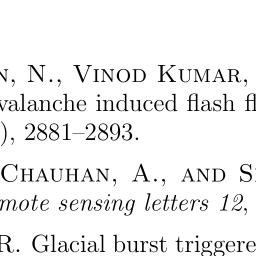 N, N., VINOD KUMAR,
valanche induced flash fl
), 2881–2893.
CHAUHAN, A., AND S
mote sensing letters 12,
R. Glacial burst triggere